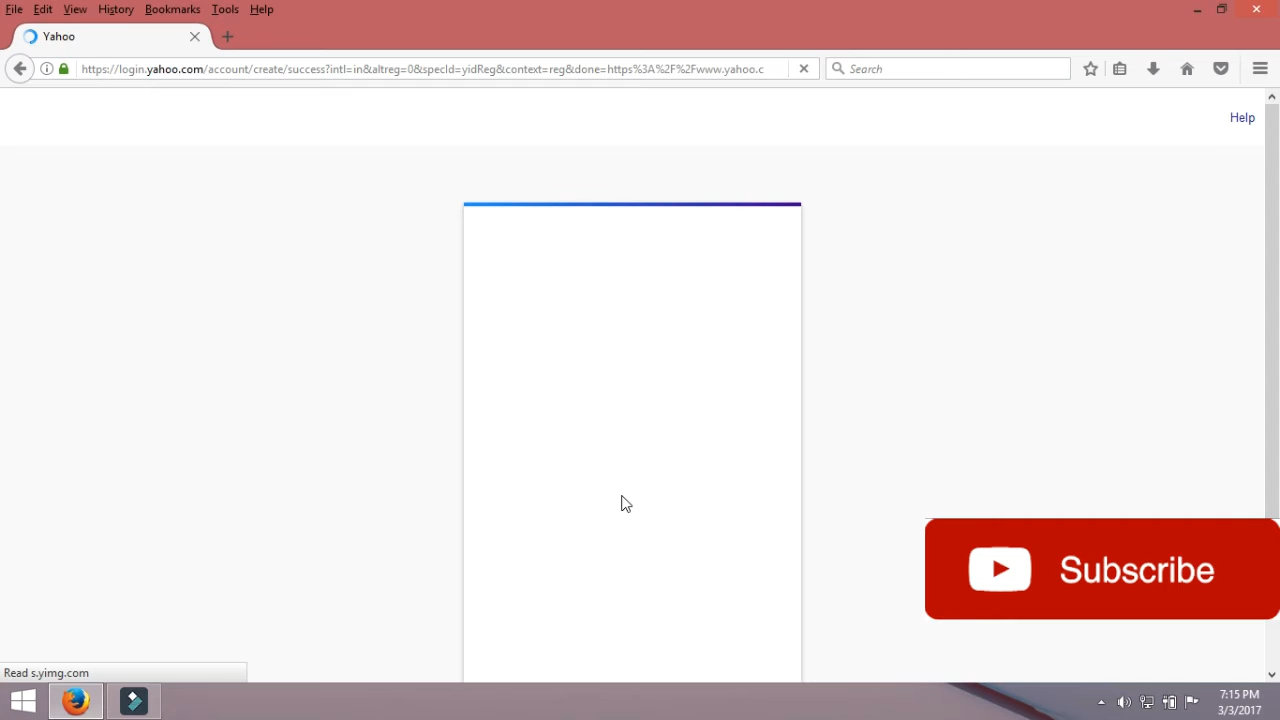 File Edit View History Bookmarks Tools Help
Yahoo
https://login.yahoo.com/account/create/success?intl=in&altreg=0&specId=yidReg&context=reg&done=https%3A%2F%2Fwww.yahoo.c
Search
Help
Subscribe
Read s.yimg.com
7:15 PM
3/3/2017